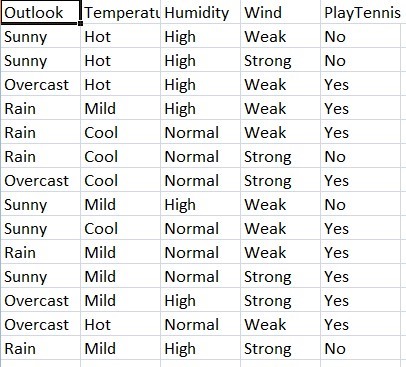 Outlook Temperatu Humidity Wind PlayTennis
Sunny Hot High Weak No
Sunny Hot High Strong No
Overcast Hot High Weak Yes
Rain Mild High Weak Yes
Rain Cool Normal Weak Yes
Rain Cool Normal Strong No
Overcast Cool Normal Strong Yes
Sunny Mild High Weak No
Sunny Cool Normal Weak Yes
Rain Mild Normal Weak Yes
Sunny Mild Normal Strong Yes
Overcast Mild High Strong Yes
Overcast Hot Normal Weak Yes
Rain Mild High Strong No